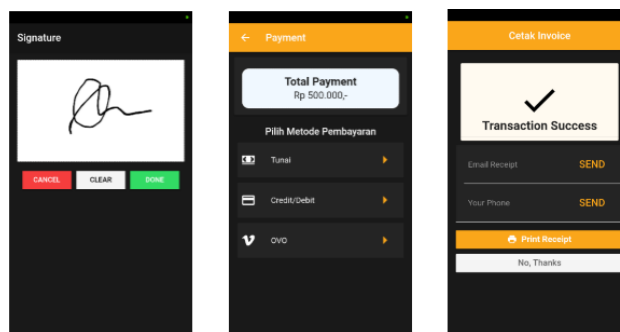 Signature
CANCEL
CLEAR
DONE
Payment
Total Payment
Rp 500.000,-
Pilih Metode Pembayaran
Tunai
Credit/Debit
OVO
Cetak Invoice
Transaction Success
Email Receipt SEND
Your Phone SEND
Print Receipt
No, Thanks